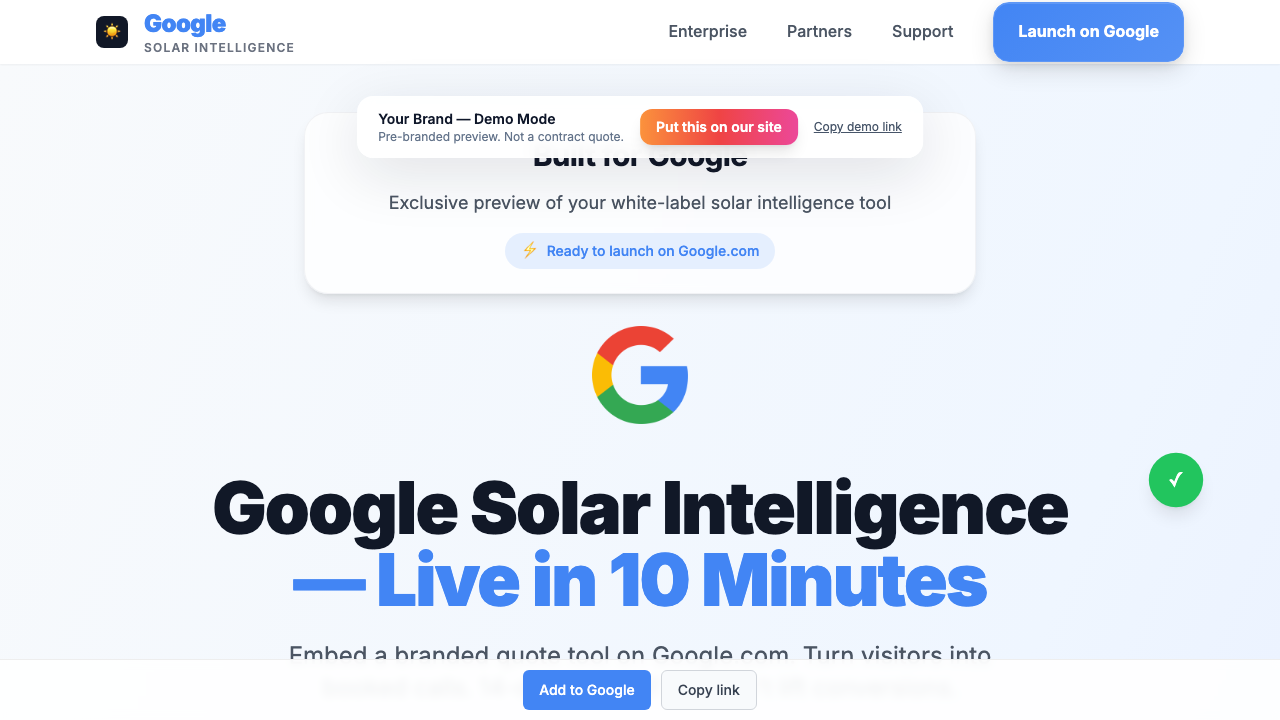 Google
SOLAR INTELLIGENCE
Enterprise
Partners
Support
Launch on Google
Your Brand — Demo Mode
Pre-branded preview. Not a contract quote.
Put this on our site
Copy demo link
Built for Google
Exclusive preview of your white-label solar intelligence tool
Ready to launch on Google.com
Google Solar Intelligence
— Live in 10 Minutes
Embed a branded quote tool on Google.com. Turn visitors into
Add to Google
Copy link